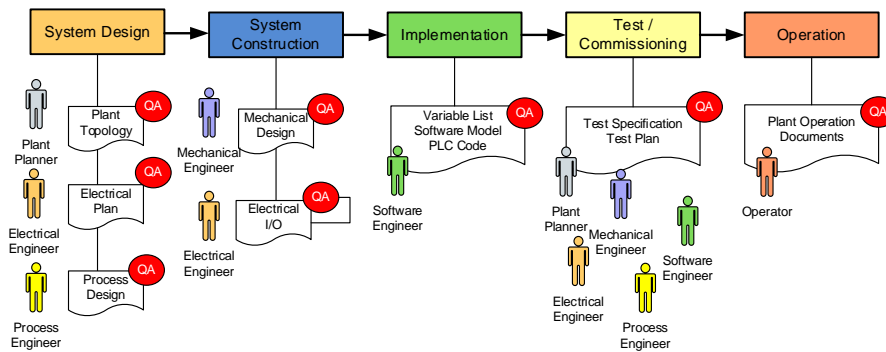 System Design
System
Construction
Implementation
Test /
Commissioning
Operation
QA
Plant
Topology
Plant
Planner
QA
Electrical
Plan
Electrical
Engineer
QA
Process
Design
Process
Engineer
QA
Mechanical
Design
Mechanical
Engineer
QA
Electrical
I/O
Electrical
Engineer
QA
Variable List
Software Model
PLC Code
Software
Engineer
QA
Test Specification
Test Plan
Plant
Planner
Mechanical
Engineer
Software
Engineer
Electrical
Engineer
Process
Engineer
QA
Plant Operation
Documents
Operator